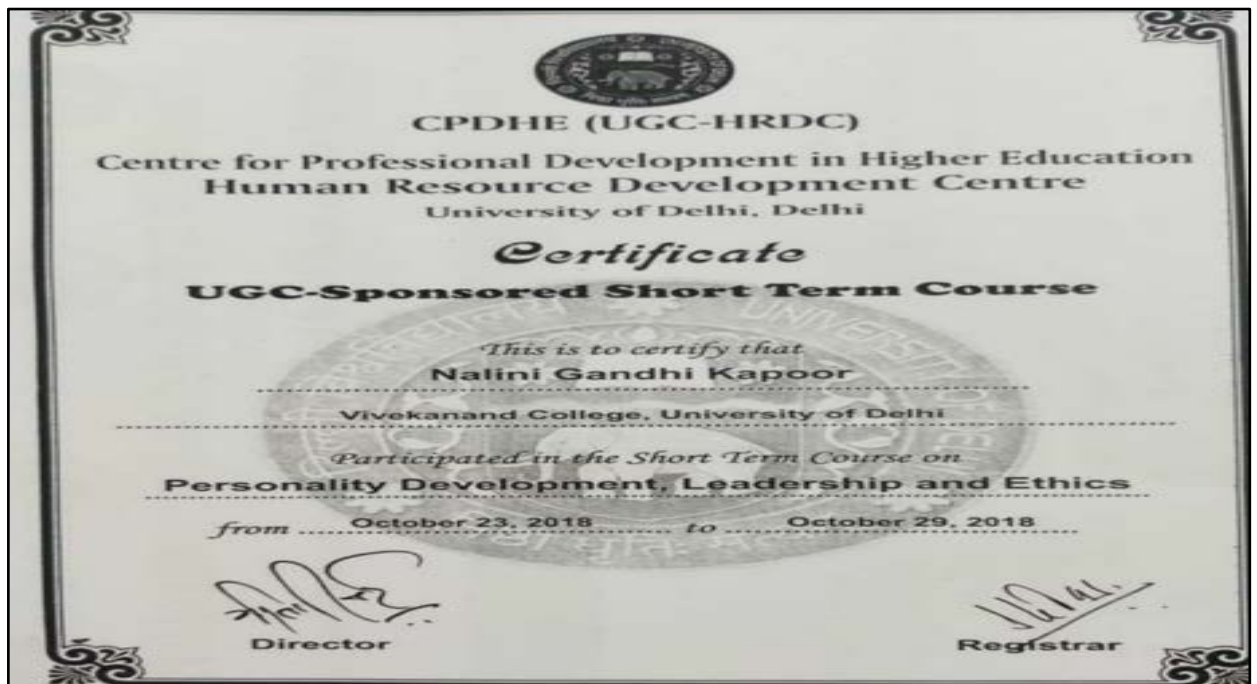 CPDHE (UGC-HRDC)
Centre for Professional Development in Higher Education
Human Resource Development Centre
University of Delhi, Delhi
Certificate
UGC-Sponsored Short Term Course
This is to certify that
Nalini Gandhi Kapoor
Vivekanand College, University of Delhi
Participated in the Short Term Course on
Personality Development, Leadership and Ethics
from October 23, 2018 to October 29, 2018
Director
Registrar